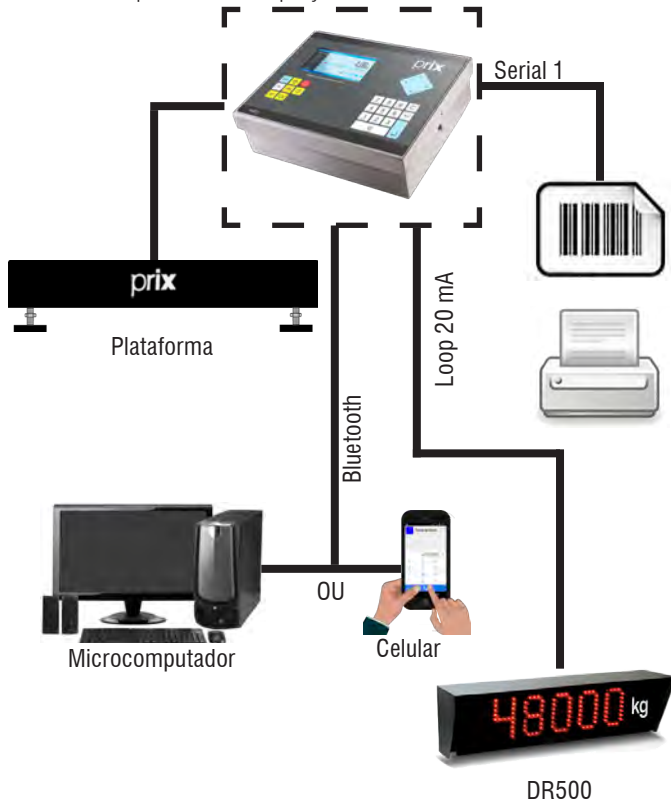 prix
Serial 1
prix
Plataforma
Loop 20 mA
Bluetooth
OU
Microcomputador
Celular
48000 kg
DR500